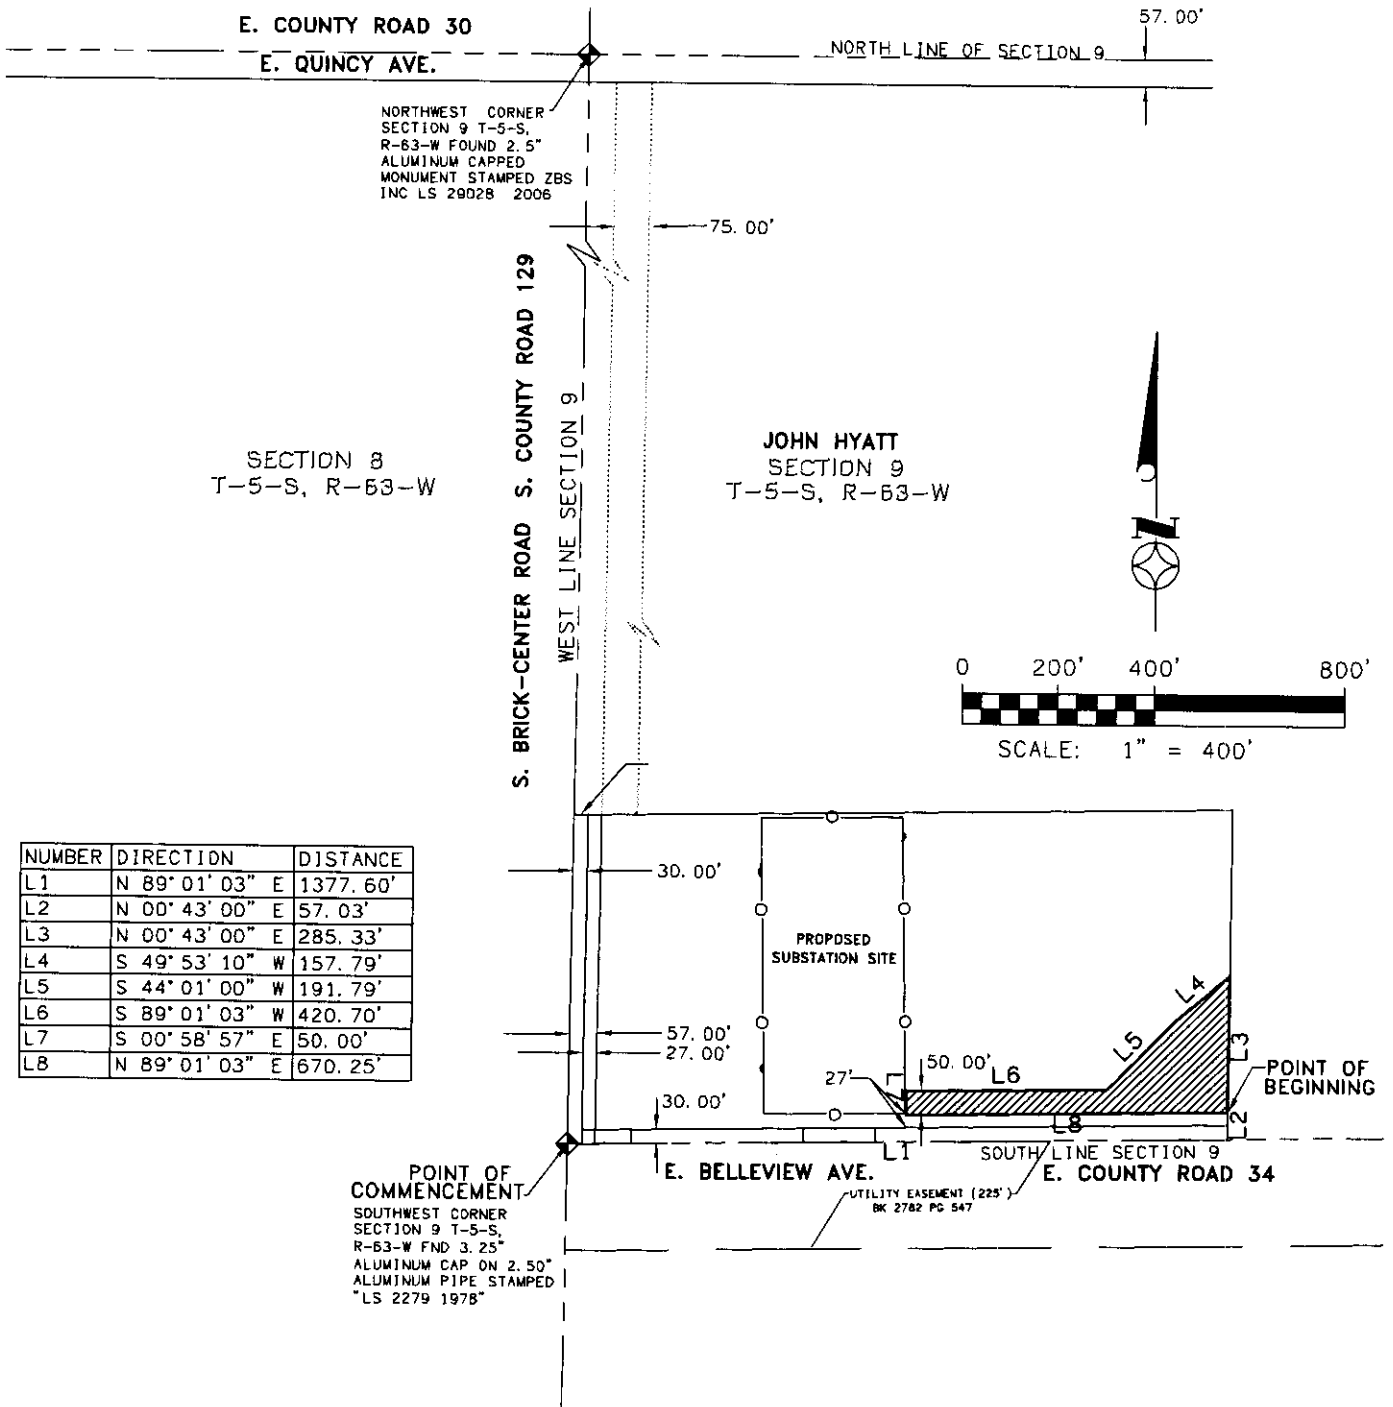 E. COUNTY ROAD 30
57.00'
NORTH LINE OF SECTION 9
E. QUINCY AVE.
NORTHWEST CORNER
SECTION 9 T-5-S,
R-63-W FOUND 2.5"
ALUMINUM CAPPED
MONUMENT STAMPED ZBS
INC LS 29028 2006
75.00'
S. BRICK-CENTER ROAD S. COUNTY ROAD 129
WEST LINE SECTION 9
SECTION 8
T-5-S, R-63-W
JOHN HYATT
SECTION 9
T-5-S, R-63-W
N
0 200' 400' 800'
SCALE: 1" = 400'
NUMBER DIRECTION DISTANCE
L1 N 89°01'03" E 1377.60'
L2 N 00°43'00" E 57.03'
L3 N 00°43'00" E 285.33'
L4 S 49°53'10" W 157.79'
L5 S 44°01'00" W 191.79'
L6 S 89°01'03" W 420.70'
L7 S 00°58'57" E 50.00'
L8 N 89°01'03" E 670.25'
30.00'
PROPOSED
SUBSTATION SITE
57.00'
27.00'
30.00'
27'
L7
50.00'
L6
L5
L4
L3
POINT OF
BEGINNING
L2
L8
L1
SOUTH LINE SECTION 9
E. BELLEVIEW AVE.
E. COUNTY ROAD 34
UTILITY EASEMENT (225')
BK 2782 PG 547
POINT OF
COMMENCEMENT
SOUTHWEST CORNER
SECTION 9 T-5-S,
R-63-W FND 3.25"
ALUMINUM CAP ON 2.50"
ALUMINUM PIPE STAMPED
"LS 2279 1978"